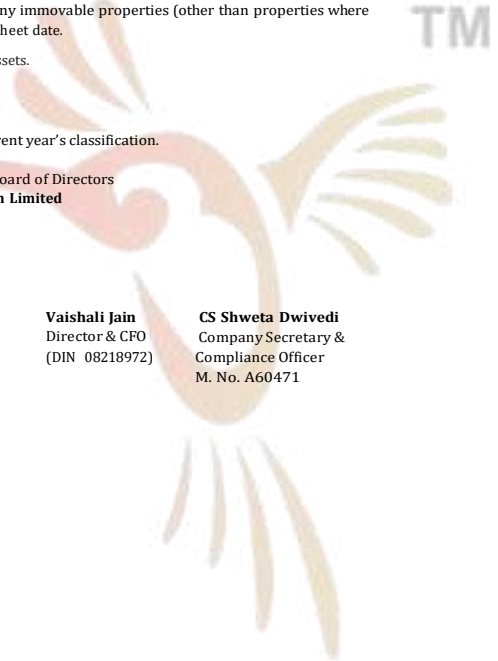 ny immovable properties (other than properties where
heet date.
TM
ssets.
rent year's classification.
oard of Directors
n Limited
Vaishali Jain CS Shweta Dwivedi
Director & CFO Company Secretary &
(DIN 08218972) Compliance Officer
M. No. A60471